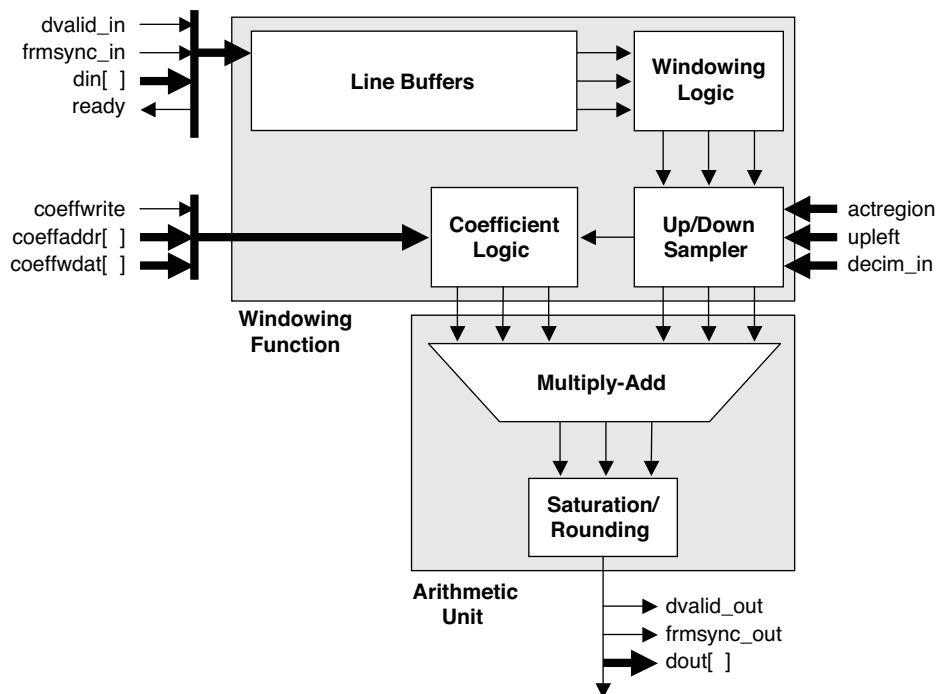 dvalid_in
frmsync_in
din[ ]
ready
Line Buffers
Windowing
Logic
coeffwrite
coeffaddr[ ]
coeffwdat[ ]
Coefficient
Logic
Up/Down
Sampler
actregion
upleft
decim_in
Windowing
Function
Multiply-Add
Saturation/
Rounding
Arithmetic
Unit
dvalid_out
frmsync_out
dout[ ]